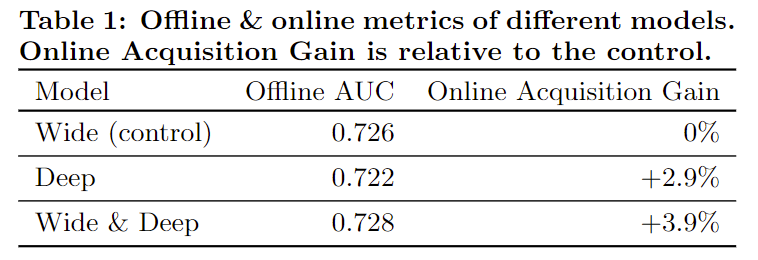 Table 1: Offline & online metrics of different models.
Online Acquisition Gain is relative to the control.
Model Offline AUC Online Acquisition Gain
Wide (control) 0.726 0%
Deep 0.722 +2.9%
Wide & Deep 0.728 +3.9%